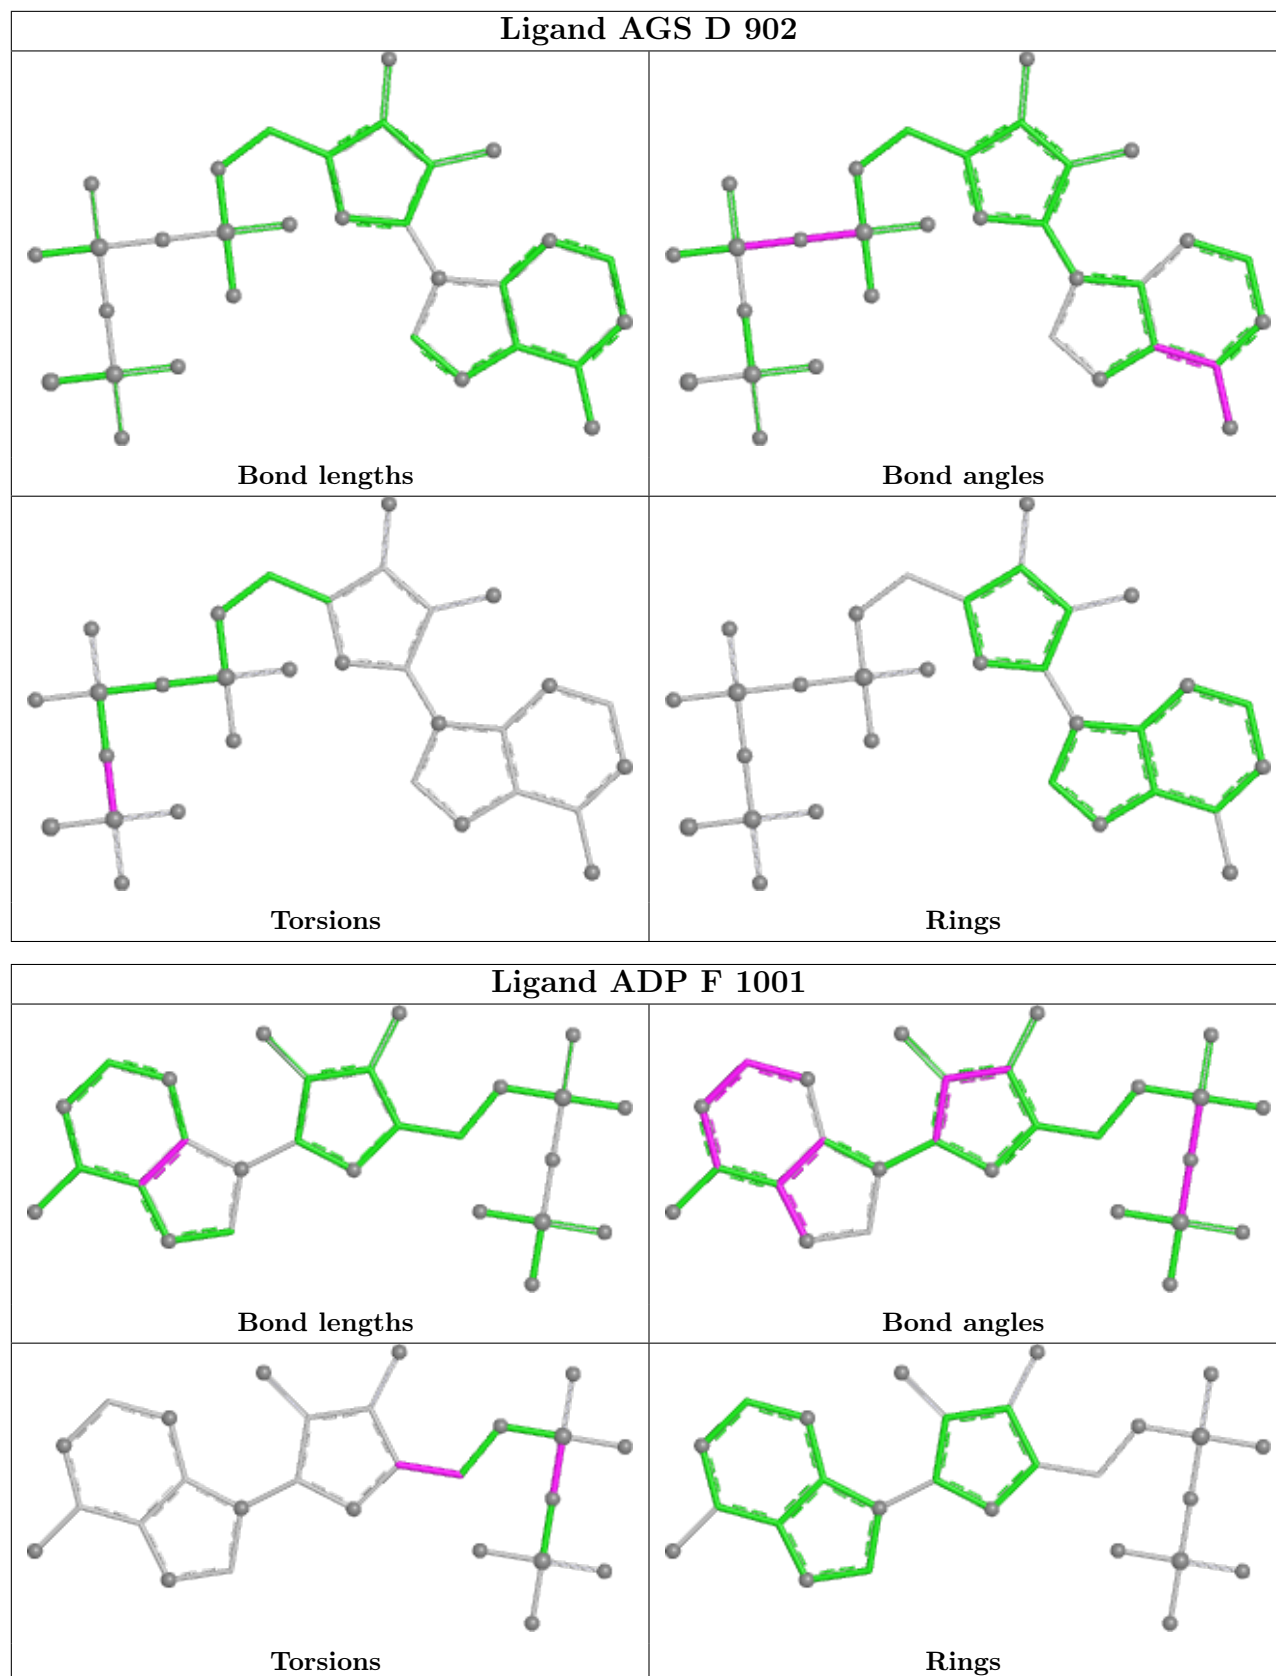 Ligand AGS D 902
Bond lengths
Bond angles
Torsions
Rings
Ligand ADP F 1001
Bond lengths
Bond angles
Torsions
Rings